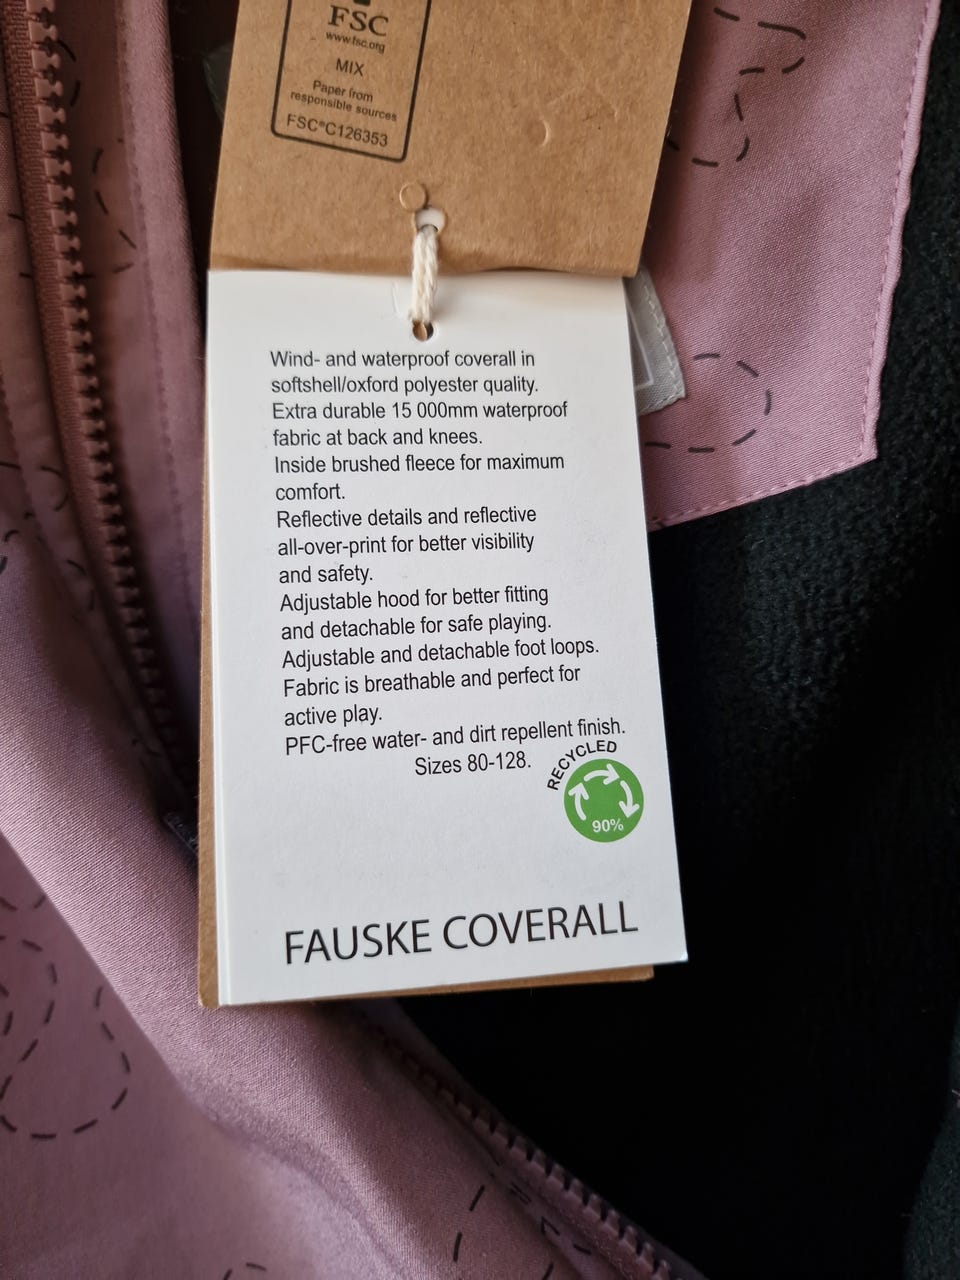 FSC
www.fsc.org
MIX
Paper from
responsible sources
FSC®C126353
Wind- and waterproof coverall in
softshell/oxford polyester quality.
Extra durable 15 000mm waterproof
fabric at back and knees.
Inside brushed fleece for maximum
comfort.
Reflective details and reflective
all-over-print for better visibility
and safety.
Adjustable hood for better fitting
and detachable for safe playing.
Adjustable and detachable foot loops.
Fabric is breathable and perfect for
active play.
PFC-free water- and dirt repellent finish.
Sizes 80-128.
RECYCLED
90%
FAUSKE COVERALL